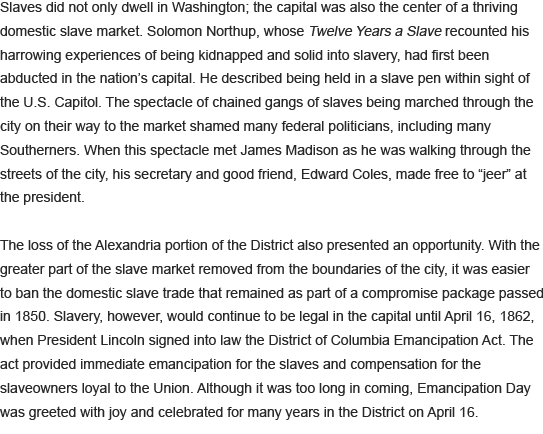 Slaves did not only dwell in Washington; the capital was also the center of a thriving
domestic slave market. Solomon Northup, whose Twelve Years a Slave recounted his
harrowing experiences of being kidnapped and solid into slavery, had first been
abducted in the nation’s capital. He described being held in a slave pen within sight of
the U.S. Capitol. The spectacle of chained gangs of slaves being marched through the
city on their way to the market shamed many federal politicians, including many
Southerners. When this spectacle met James Madison as he was walking through the
streets of the city, his secretary and good friend, Edward Coles, made free to “jeer” at
the president.
The loss of the Alexandria portion of the District also presented an opportunity. With the
greater part of the slave market removed from the boundaries of the city, it was easier
to ban the domestic slave trade that remained as part of a compromise package passed
in 1850. Slavery, however, would continue to be legal in the capital until April 16, 1862,
when President Lincoln signed into law the District of Columbia Emancipation Act. The
act provided immediate emancipation for the slaves and compensation for the
slaveowners loyal to the Union. Although it was too long in coming, Emancipation Day
was greeted with joy and celebrated for many years in the District on April 16.